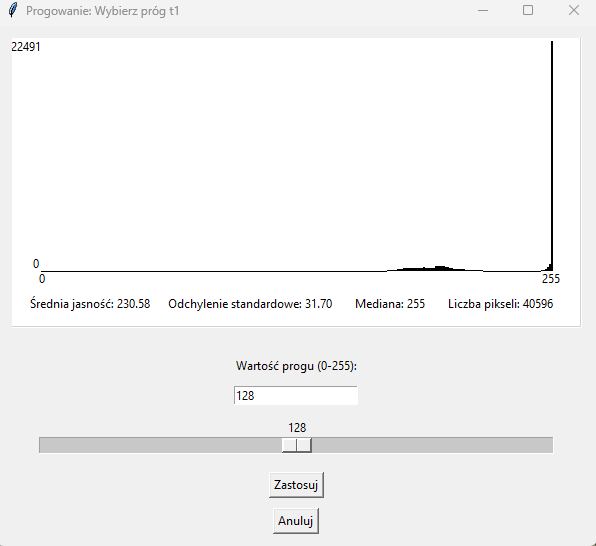 Progowanie: Wybierz próg t1
22491
0
0 255
Średnia jasność: 230.58 Odchylenie standardowe: 31.70 Mediana: 255 Liczba pikseli: 40596
Wartość progu (0-255):
128
128
Zastosuj
Anuluj